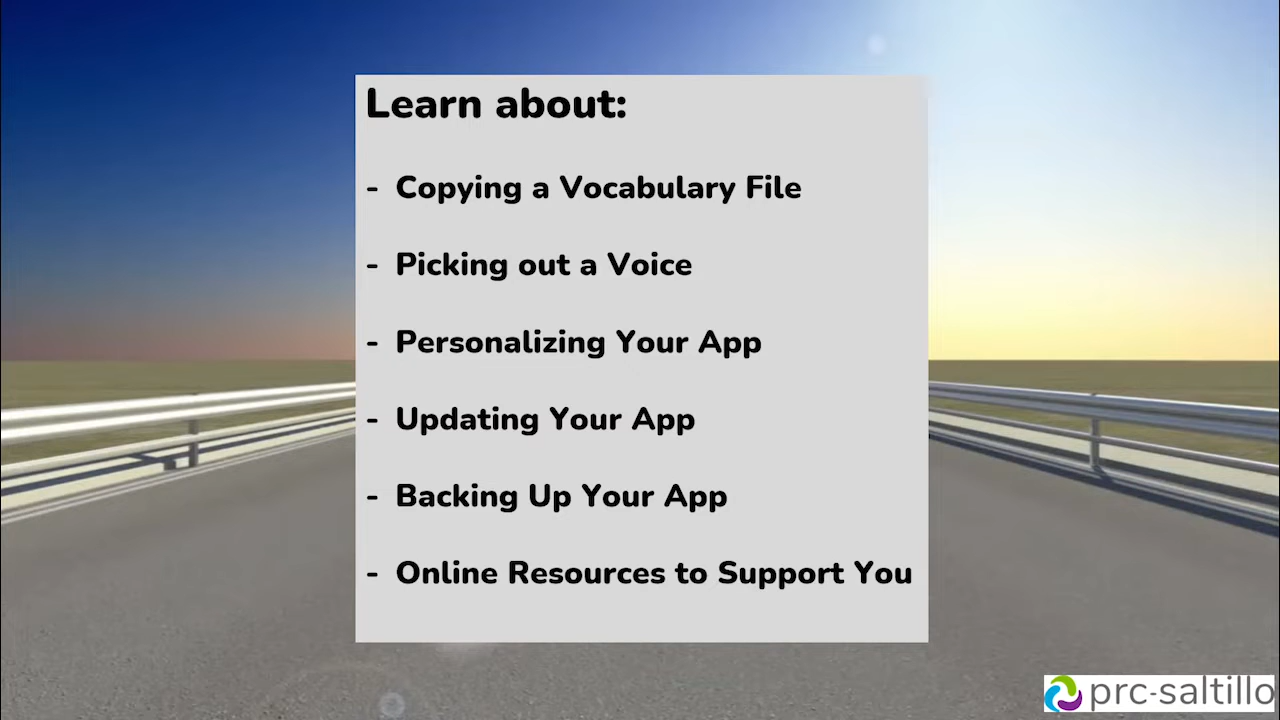 Learn about:
- Copying a Vocabulary File
- Picking out a Voice
- Personalizing Your App
- Updating Your App
- Backing Up Your App
- Online Resources to Support You
prc-saltillo